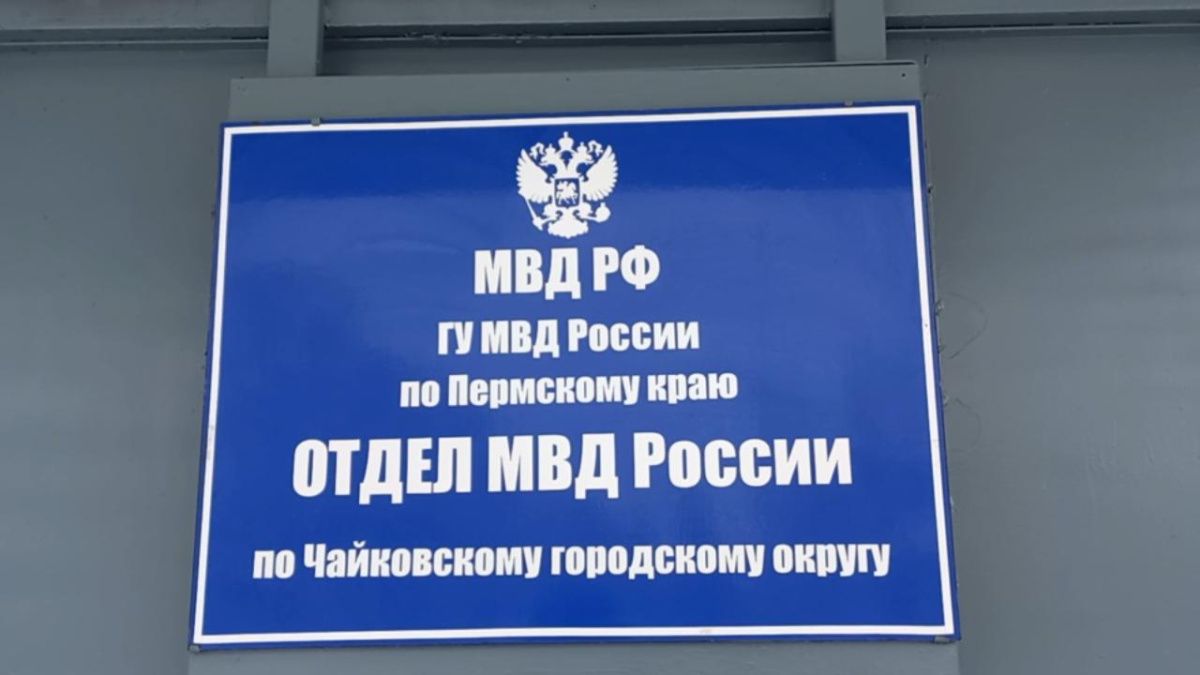 МВД РФ
ГУ МВД России
по Пермскому краю
ОТДЕЛ МВД России
по Чайковскому городскому округу